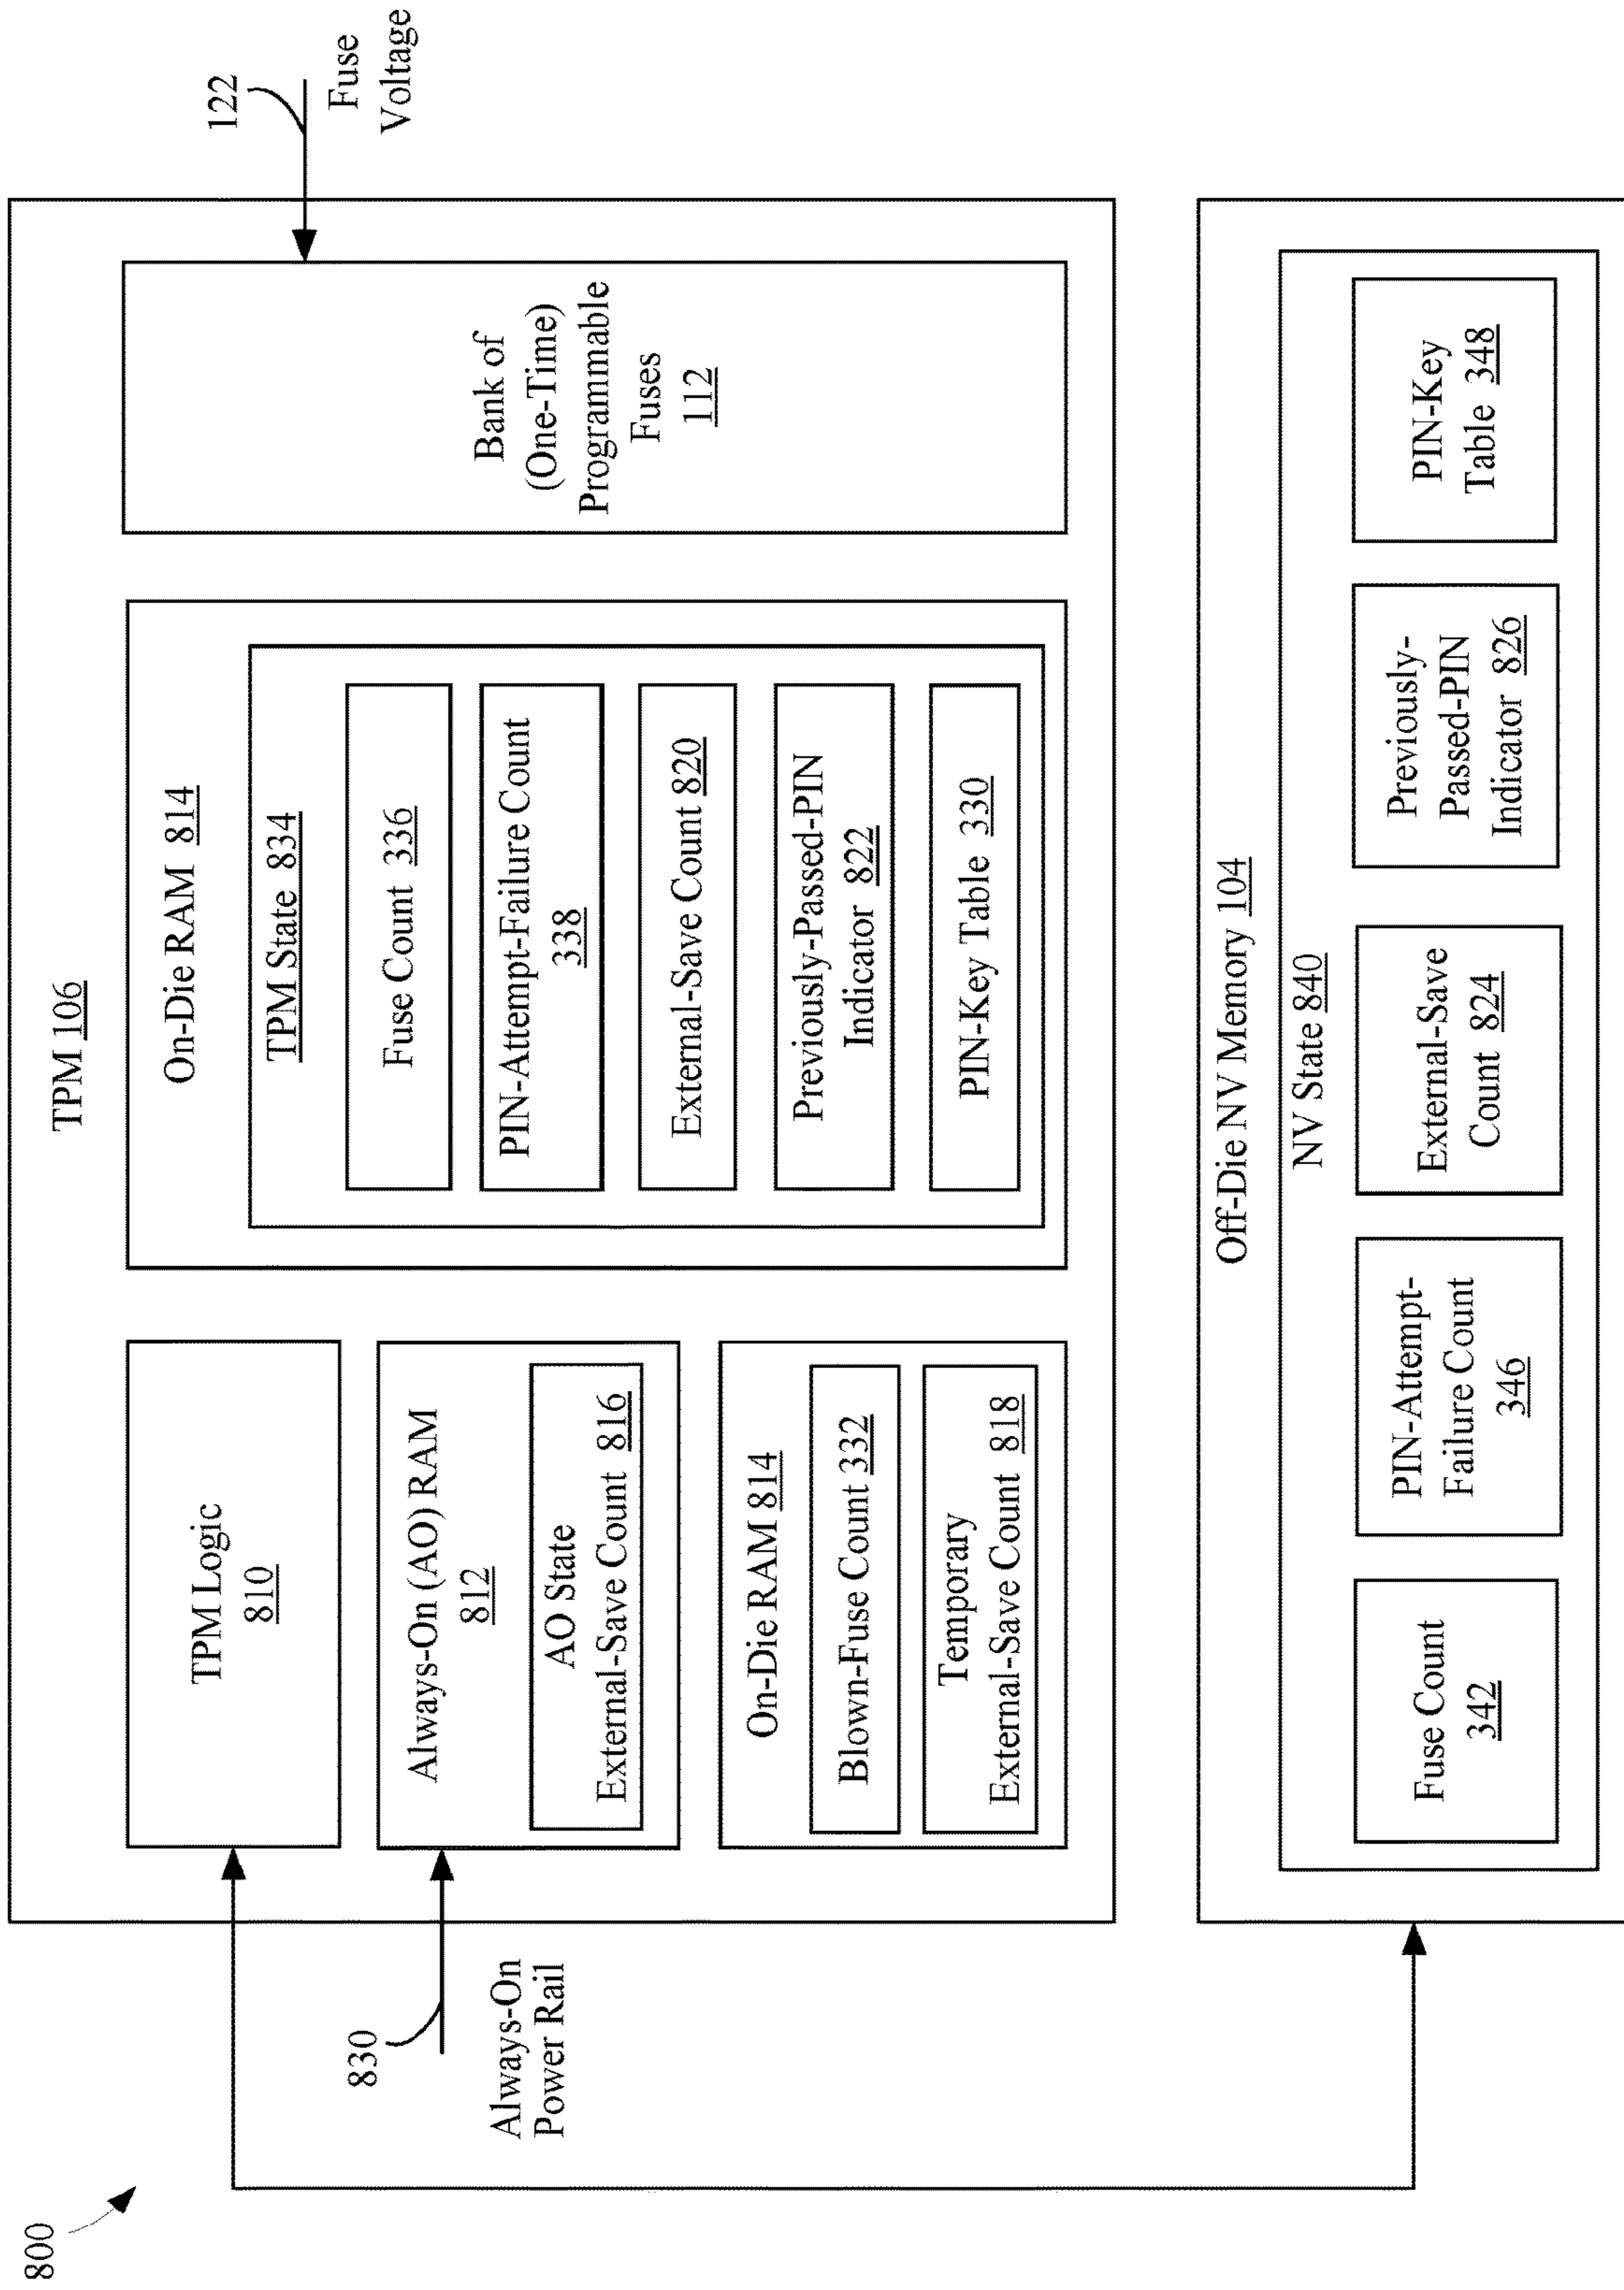 800
TPM 106
TPM Logic
810
Always-On (AO) RAM
812
AO State
External-Save Count 816
On-Die RAM 814
Blown-Fuse Count 332
Temporary
External-Save Count 818
830
Always-On
Power Rail
On-Die RAM 814
TPM State 834
Fuse Count 336
PIN-Attempt-Failure Count
338
External-Save Count 820
Previously-Passed-PIN
Indicator 822
PIN-Key Table 330
Bank of
(One-Time)
Programmable
Fuses
112
122
Fuse
Voltage
Off-Die NV Memory 104
NV State 840
Fuse Count
342
PIN-Attempt-
Failure Count
346
External-Save
Count 824
Previously-
Passed-PIN
Indicator 826
PIN-Key
Table 348